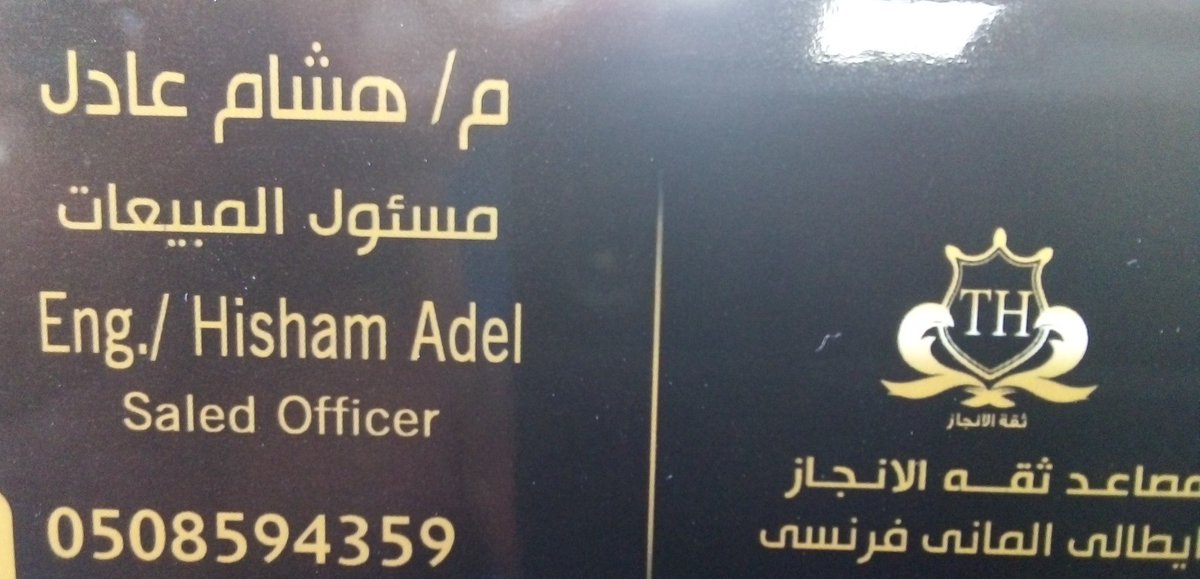 م/ هشام عادل
مسئول المبيعات
Eng./ Hisham Adel
Saled Officer
0508594359
TH
ثقة الانجاز
مصاعد ثقه الانجاز
ايطالى المانى فرنسى